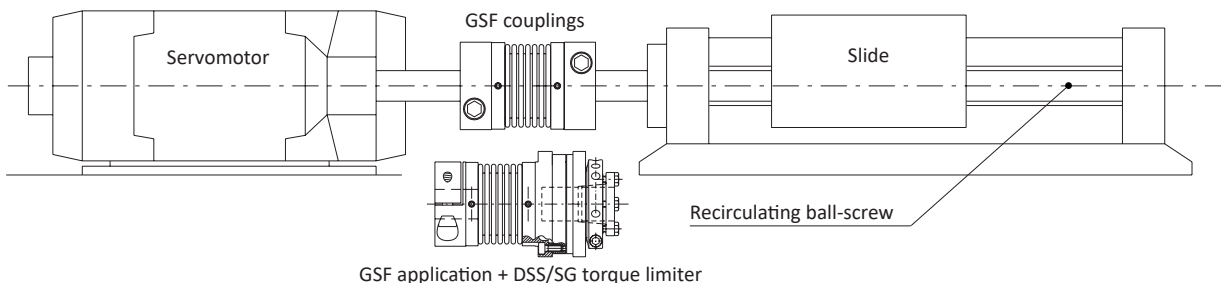 GSF couplings
Servomotor
Slide
Recirculating ball-screw
GSF application + DSS/SG torque limiter